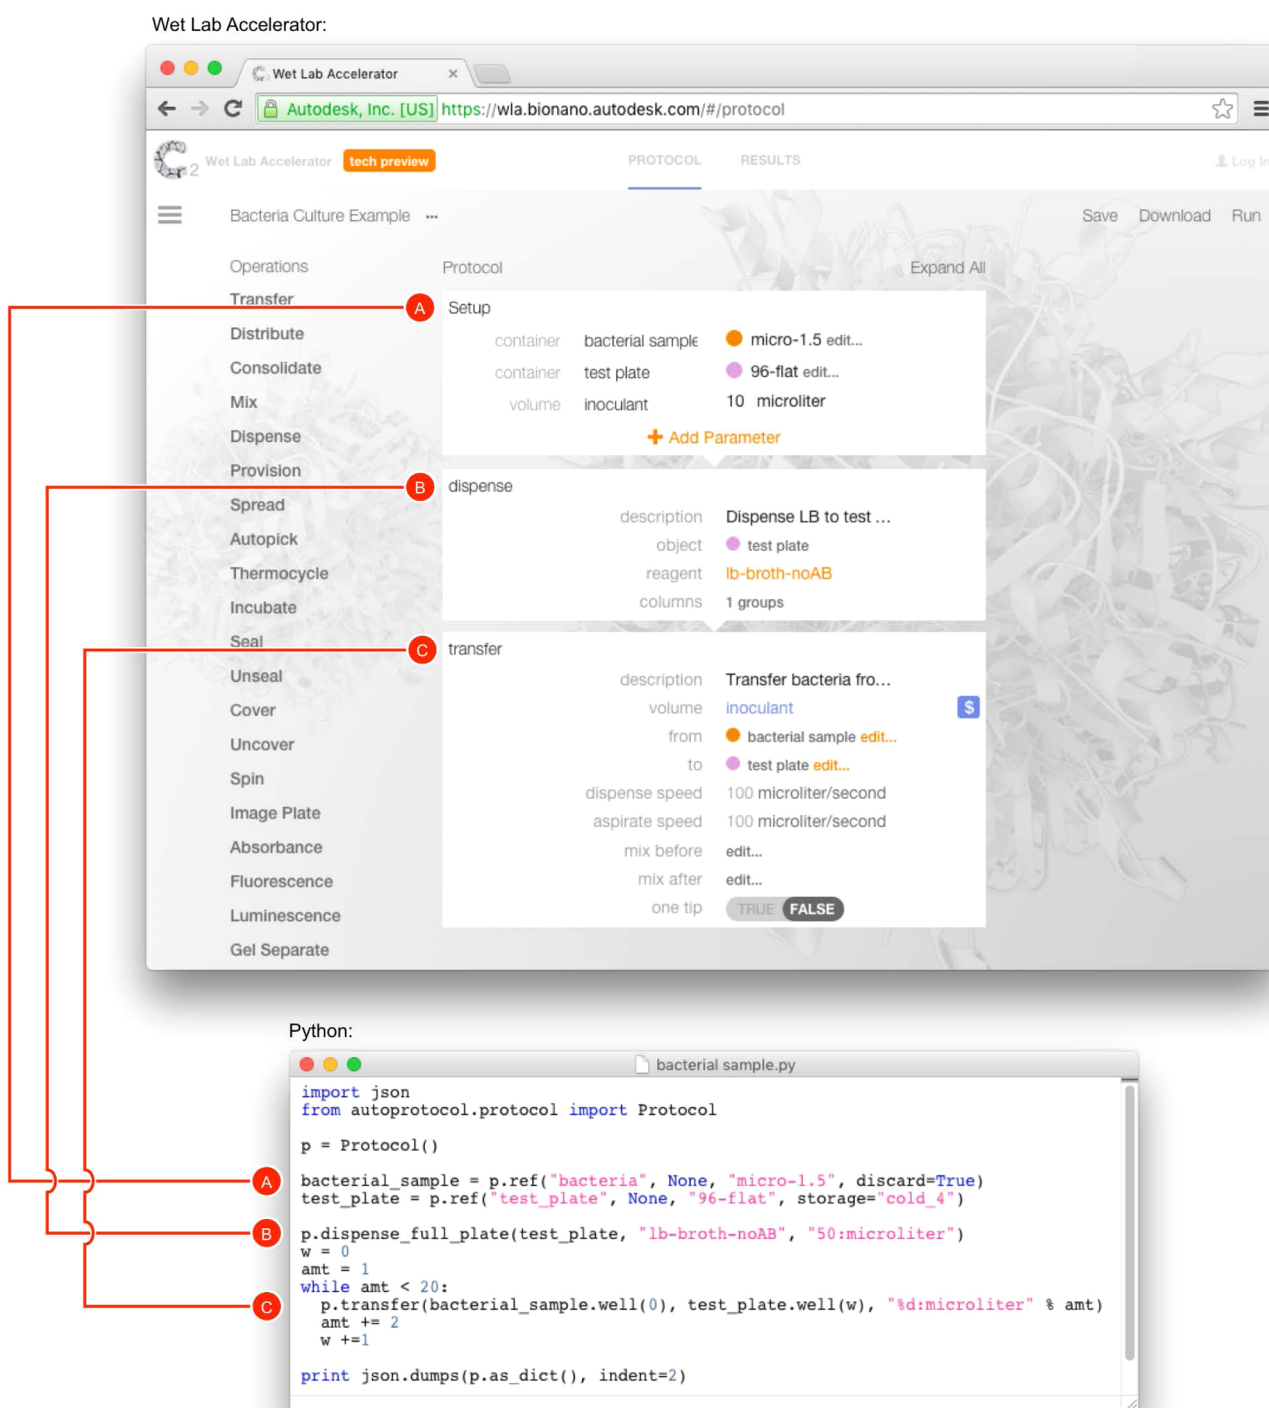 Wet Lab Accelerator:
Wet Lab Accelerator ×
Autodesk, Inc. [US] https://wla.bionano.autodesk.com/#/protocol
C2 Wet Lab Accelerator tech preview PROTOCOL RESULTS Log In
Bacteria Culture Example ... Save Download Run
Operations
Transfer
Distribute
Consolidate
Mix
Dispense
Provision
Spread
Autopick
Thermocycle
Incubate
Seal
Unseal
Cover
Uncover
Spin
Image Plate
Absorbance
Fluorescence
Luminescence
Gel Separate
Protocol Expand All
A Setup
container bacterial sample micro-1.5 edit...
container test plate 96-flat edit...
volume inoculant 10 microliter
+ Add Parameter
B dispense
description Dispense LB to test ...
object test plate
reagent lb-broth-noAB
columns 1 groups
C transfer
description Transfer bacteria fro...
volume inoculant $
from bacterial sample edit...
to test plate edit...
dispense speed 100 microliter/second
aspirate speed 100 microliter/second
mix before edit...
mix after edit...
one tip TRUE FALSE
Python:
bacterial sample.py
import json
from autoprotocol.protocol import Protocol
p = Protocol()
A bacterial_sample = p.ref("bacteria", None, "micro-1.5", discard=True)
test_plate = p.ref("test_plate", None, "96-flat", storage="cold_4")
B p.dispense_full_plate(test_plate, "lb-broth-noAB", "50:microliter")
w = 0
amt = 1
while amt < 20:
C p.transfer(bacterial_sample.well(0), test_plate.well(w), "%d:microliter" % amt)
amt += 2
w +=1
print json.dumps(p.as_dict(), indent=2)